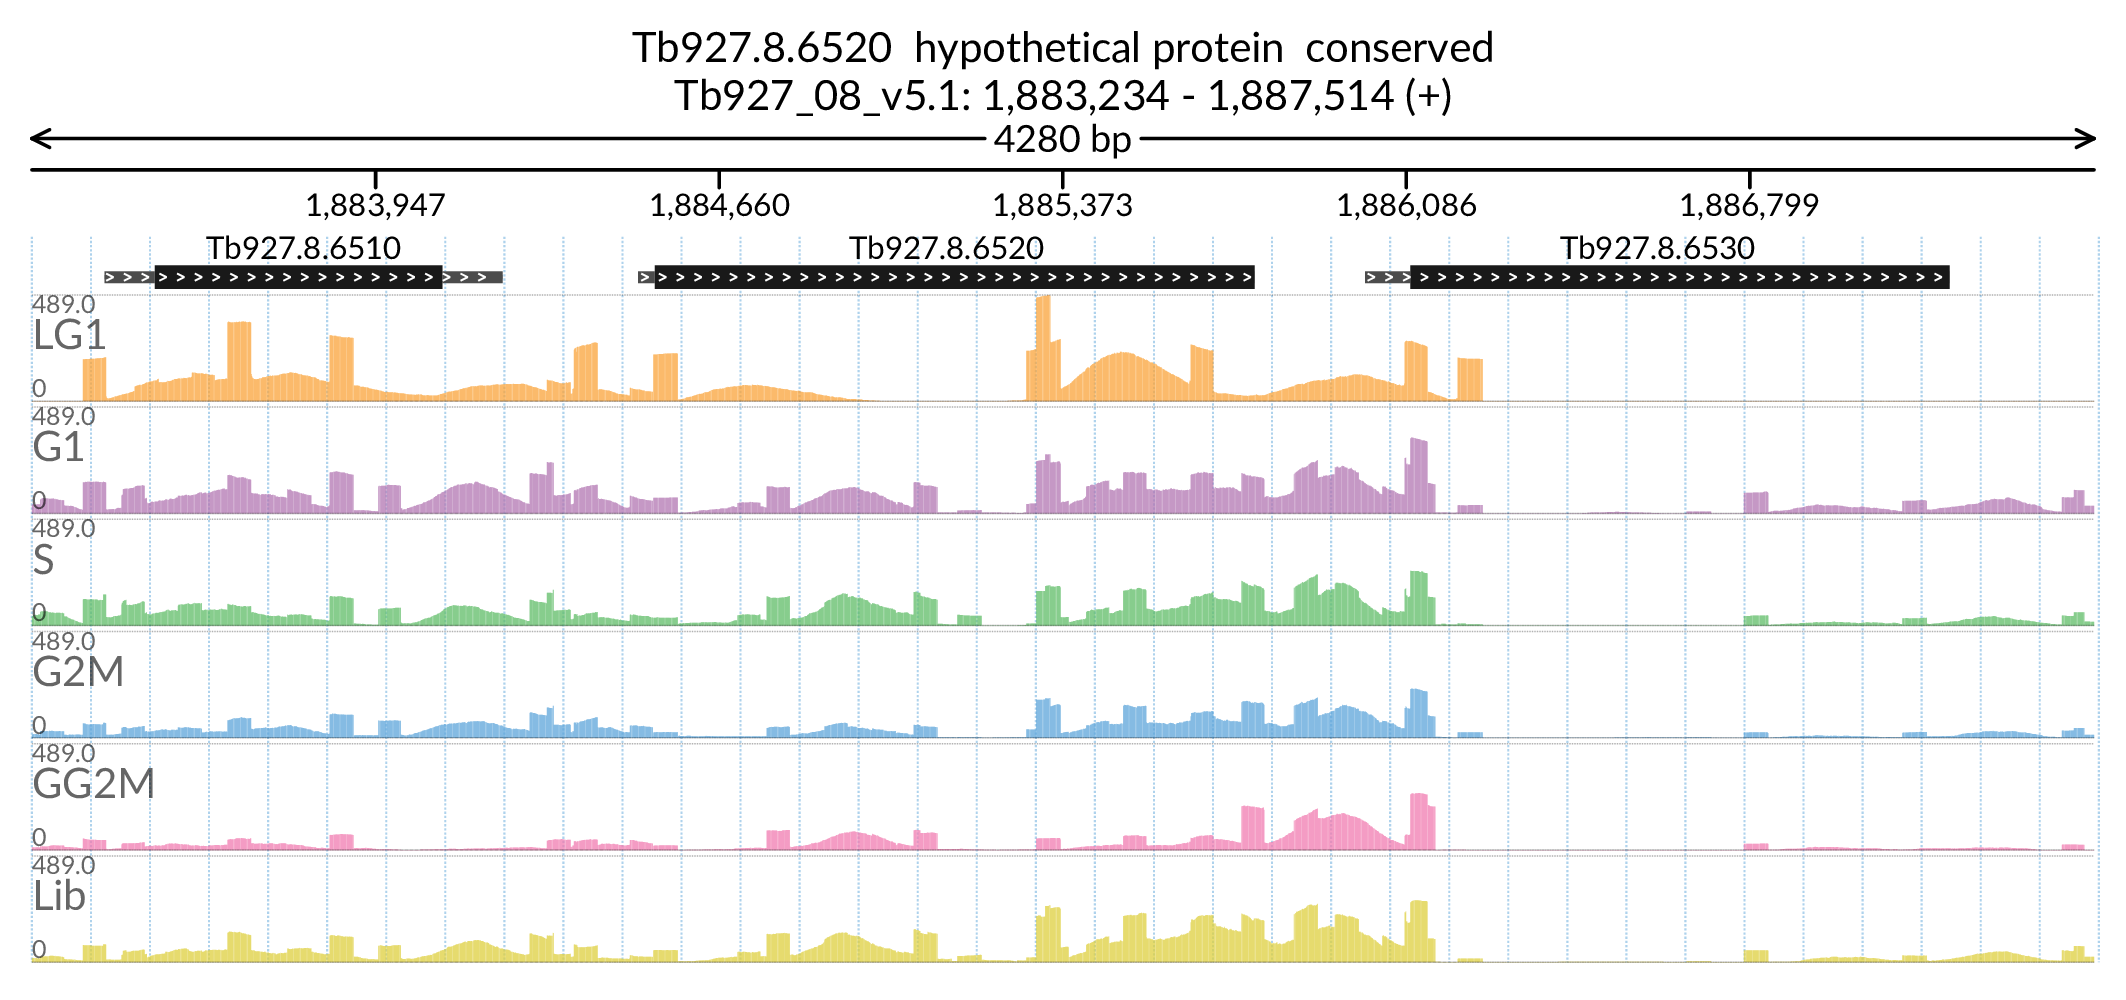 Tb927.8.6520  hypothetical protein  conserved
Tb927_08_v5.1: 1,883,234 - 1,887,514 (+)
4280 bp
1,883,947 1,884,660 1,885,373 1,886,086 1,886,799
Tb927.8.6510 Tb927.8.6520 Tb927.8.6530
489.0
LG1
0
489.0
G1
0
489.0
S
0
489.0
G2M
0
489.0
GG2M
0
489.0
Lib
0